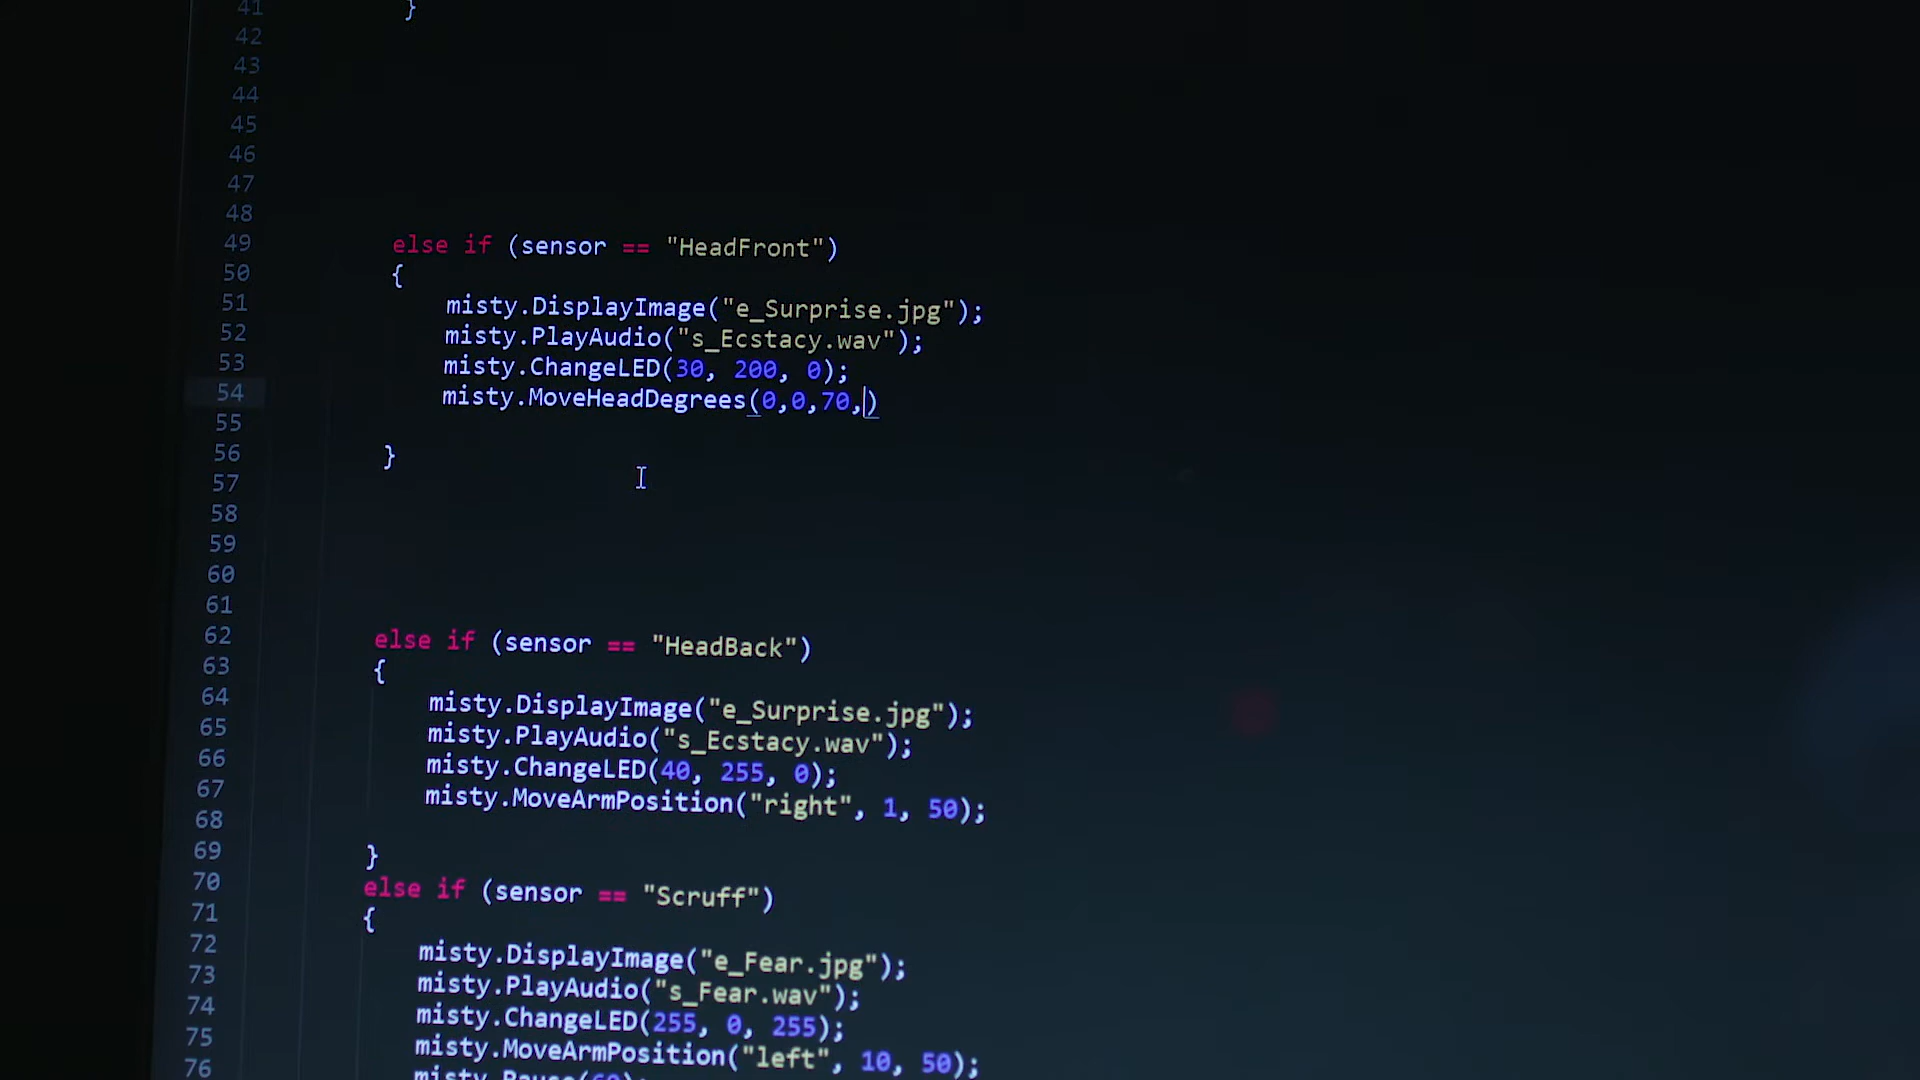 41 }
42
43
44
45
46
47
48
49 else if (sensor == "HeadFront")
50 {
51 misty.DisplayImage("e_Surprise.jpg");
52 misty.PlayAudio("s_Ecstacy.wav");
53 misty.ChangeLED(30, 200, 0);
54 misty.MoveHeadDegrees(0,0,70,)
55
56 }
57
58
59
60
61
62 else if (sensor == "HeadBack")
63 {
64 misty.DisplayImage("e_Surprise.jpg");
65 misty.PlayAudio("s_Ecstacy.wav");
66 misty.ChangeLED(40, 255, 0);
67 misty.MoveArmPosition("right", 1, 50);
68
69 }
70 else if (sensor == "Scruff")
71 {
72 misty.DisplayImage("e_Fear.jpg");
73 misty.PlayAudio("s_Fear.wav");
74 misty.ChangeLED(255, 0, 255);
75 misty.MoveArmPosition("left", 10, 50);
76 misty.Pause(